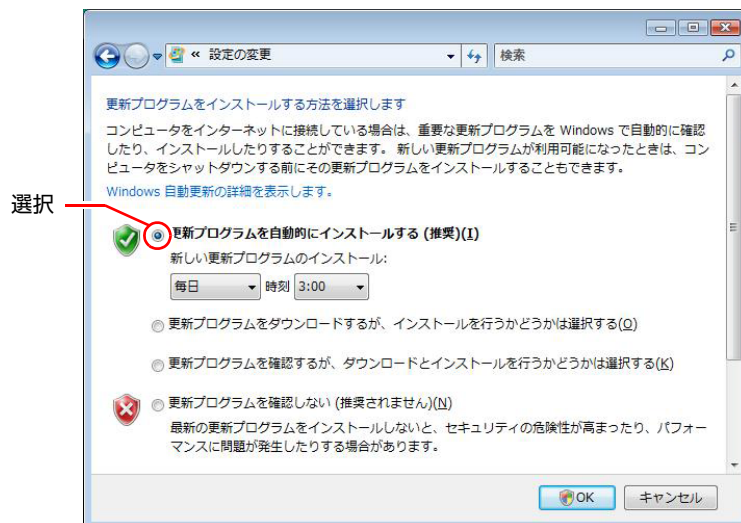 « 設定の変更
検索
更新プログラムをインストールする方法を選択します
コンピュータをインターネットに接続している場合は、重要な更新プログラムを Windows で自動的に確認
したり、インストールしたりすることができます。 新しい更新プログラムが利用可能になったときは、コン
ピュータをシャットダウンする前にその更新プログラムをインストールすることもできます。
Windows 自動更新の詳細を表示します。
選択
更新プログラムを自動的にインストールする (推奨)(I)
新しい更新プログラムのインストール:
毎日 時刻 3:00
更新プログラムをダウンロードするが、インストールを行うかどうかは選択する(O)
更新プログラムを確認するが、ダウンロードとインストールを行うかどうかは選択する(K)
更新プログラムを確認しない (推奨されません)(N)
最新の更新プログラムをインストールしないと、セキュリティの危険性が高まったり、パフォー
マンスに問題が発生したりする場合があります。
OK キャンセル